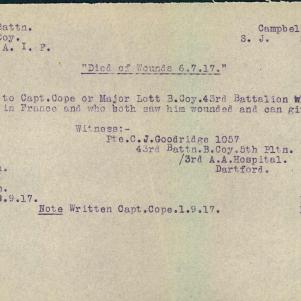 Battn.
Coy. Campbel
A. I. F. S. J.
"Died of Wounds 6.7.17."
to Capt.Cope or Major Lott B.Coy.43rd Battalion w
in France and who both saw him wounded and can gi
Witness:-
Pte.C.J.Goodridge 1057
43rd Battn.B.Coy.5th Pltn.
/3rd A.A.Hospital.
Dartford.
.9.17.
Note Written Capt.Cope.1.9.17.